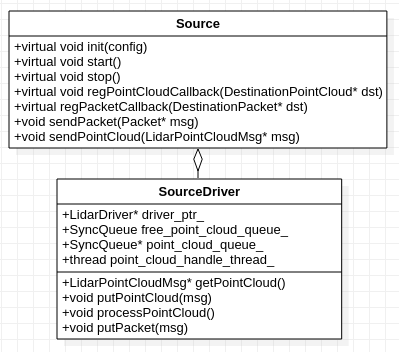 Source
+virtual void init(config)
+virtual void start()
+virtual void stop()
+virtual void regPointCloudCallback(DestinationPointCloud* dst)
+virtual regPacketCallback(DestinationPacket* dst)
+void sendPacket(Packet* msg)
+void sendPointCloud(LidarPointCloudMsg* msg)
SourceDriver
+LidarDriver* driver_ptr_
+SyncQueue free_point_cloud_queue_
+SyncQueue* point_cloud_queue_
+thread point_cloud_handle_thread_
+LidarPointCloudMsg* getPointCloud()
+void putPointCloud(msg)
+void processPointCloud()
+void putPacket(msg)